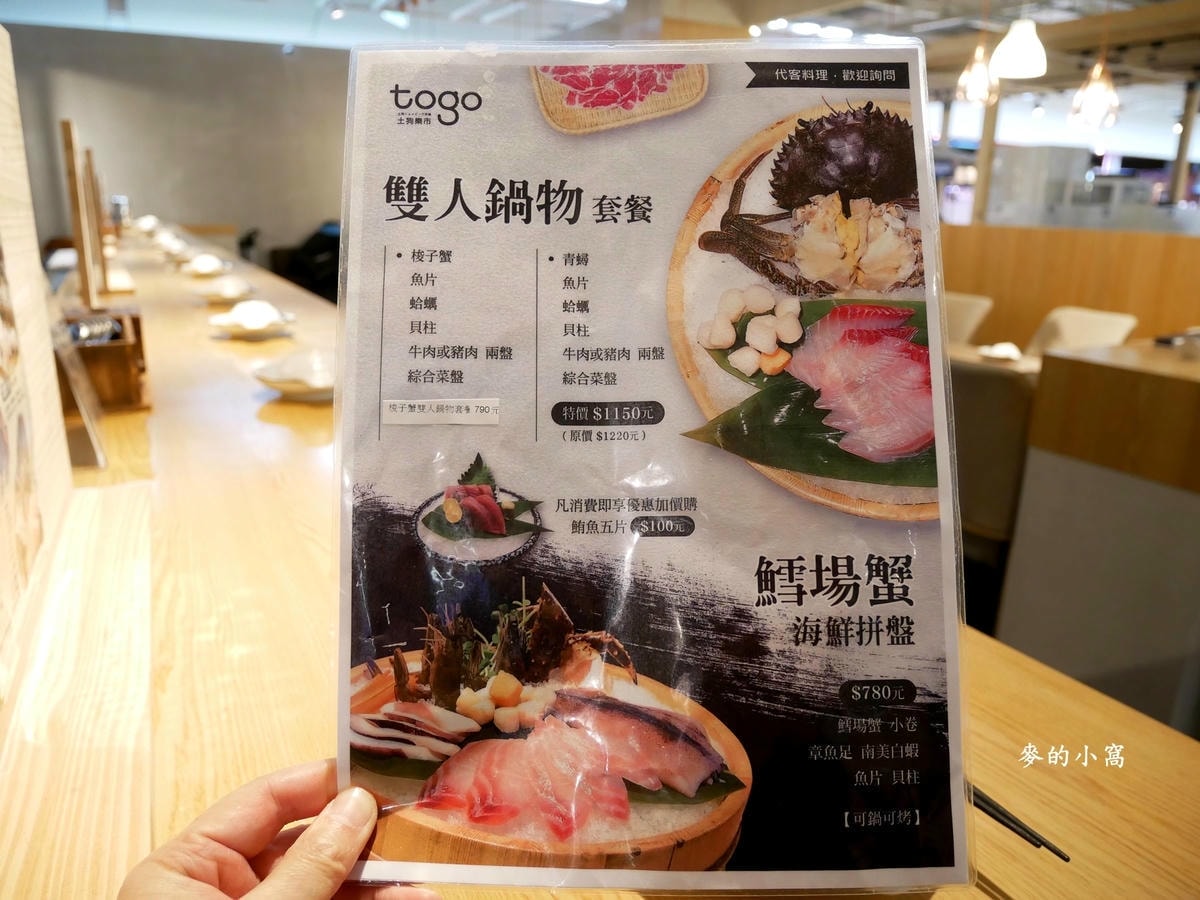 togo
土狗樂市
代客料理·歡迎詢問
雙人鍋物 套餐
• 梭子蟹
魚片
蛤蠣
貝柱
牛肉或豬肉 兩盤
綜合菜盤
梭子蟹雙人鍋物套餐 790元
• 青蟳
魚片
蛤蠣
貝柱
牛肉或豬肉 兩盤
綜合菜盤
特價 $1150元
(原價 $1220元)
凡消費即享優惠加價購
鮪魚五片 $100元
鱈場蟹
海鮮拼盤
$780元
鱈場蟹 小卷
章魚足 南美白蝦
魚片 貝柱
【可鍋可烤】
麥的小窩